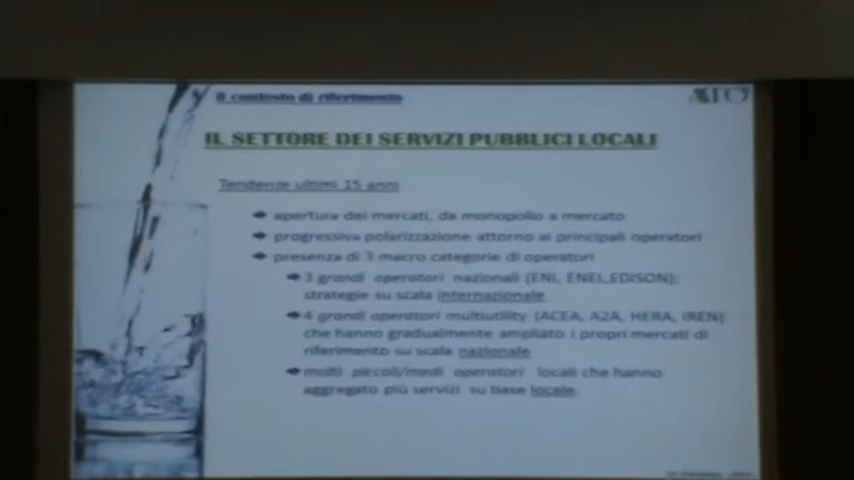 Il contesto di riferimento
ATO
IL SETTORE DEI SERVIZI PUBBLICI LOCALI
Tendenze ultimi 15 anni
apertura dei mercati, da monopolio a mercato
progressiva polarizzazione attorno ai principali operatori
presenza di 3 macro categorie di operatori
3 grandi operatori nazionali (ENI, ENEL,EDISON):
strategie su scala internazionale
4 grandi operatori multiutility (ACEA, A2A, HERA, IREN)
che hanno gradualmente ampliato i propri mercati di
riferimento su scala nazionale
molti piccoli/medi operatori locali che hanno
aggregato più servizi su base locale.